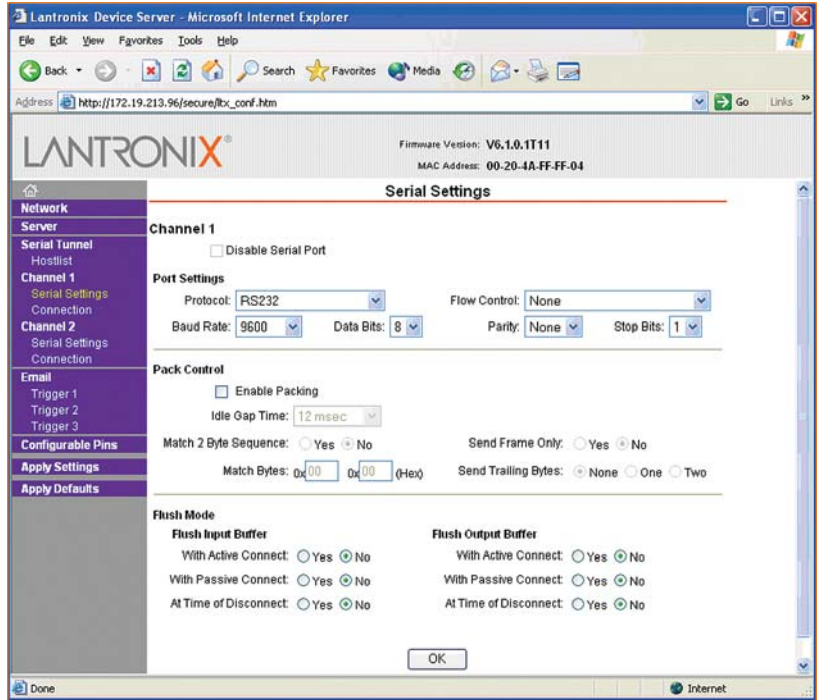 Lantronix Device Server - Microsoft Internet Explorer
File Edit View Favorites Tools Help
Back Search Favorites Media
Address http://172.19.213.96/secure/ltx_conf.htm Go Links »
LANTRONIX® Firmware Version: V6.1.0.1T11
MAC Address: 00-20-4A-FF-FF-04
Network
Server
Serial Tunnel
Hostlist
Channel 1
Serial Settings
Connection
Channel 2
Serial Settings
Connection
Email
Trigger 1
Trigger 2
Trigger 3
Configurable Pins
Apply Settings
Apply Defaults
Serial Settings
Channel 1
Disable Serial Port
Port Settings
Protocol: RS232 Flow Control: None
Baud Rate: 9600 Data Bits: 8 Parity: None Stop Bits: 1
Pack Control
Enable Packing
Idle Gap Time: 12 msec
Match 2 Byte Sequence: Yes No Send Frame Only: Yes No
Match Bytes: 0x 00 0x 00 (Hex) Send Trailing Bytes: None One Two
Flush Mode
Flush Input Buffer Flush Output Buffer
With Active Connect: Yes No With Active Connect: Yes No
With Passive Connect: Yes No With Passive Connect: Yes No
At Time of Disconnect: Yes No At Time of Disconnect: Yes No
OK
Done Internet